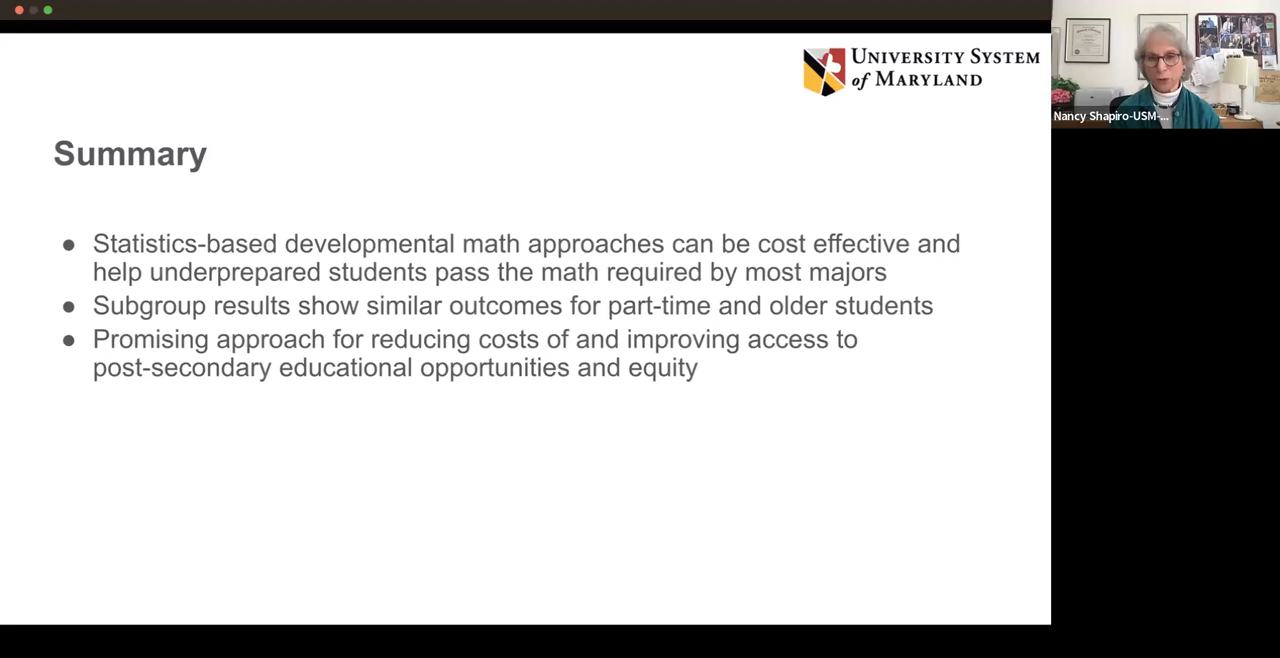 UNIVERSITY SYSTEM
of MARYLAND
Nancy Shapiro-USM-...
Summary
● Statistics-based developmental math approaches can be cost effective and
help underprepared students pass the math required by most majors
● Subgroup results show similar outcomes for part-time and older students
● Promising approach for reducing costs of and improving access to
post-secondary educational opportunities and equity